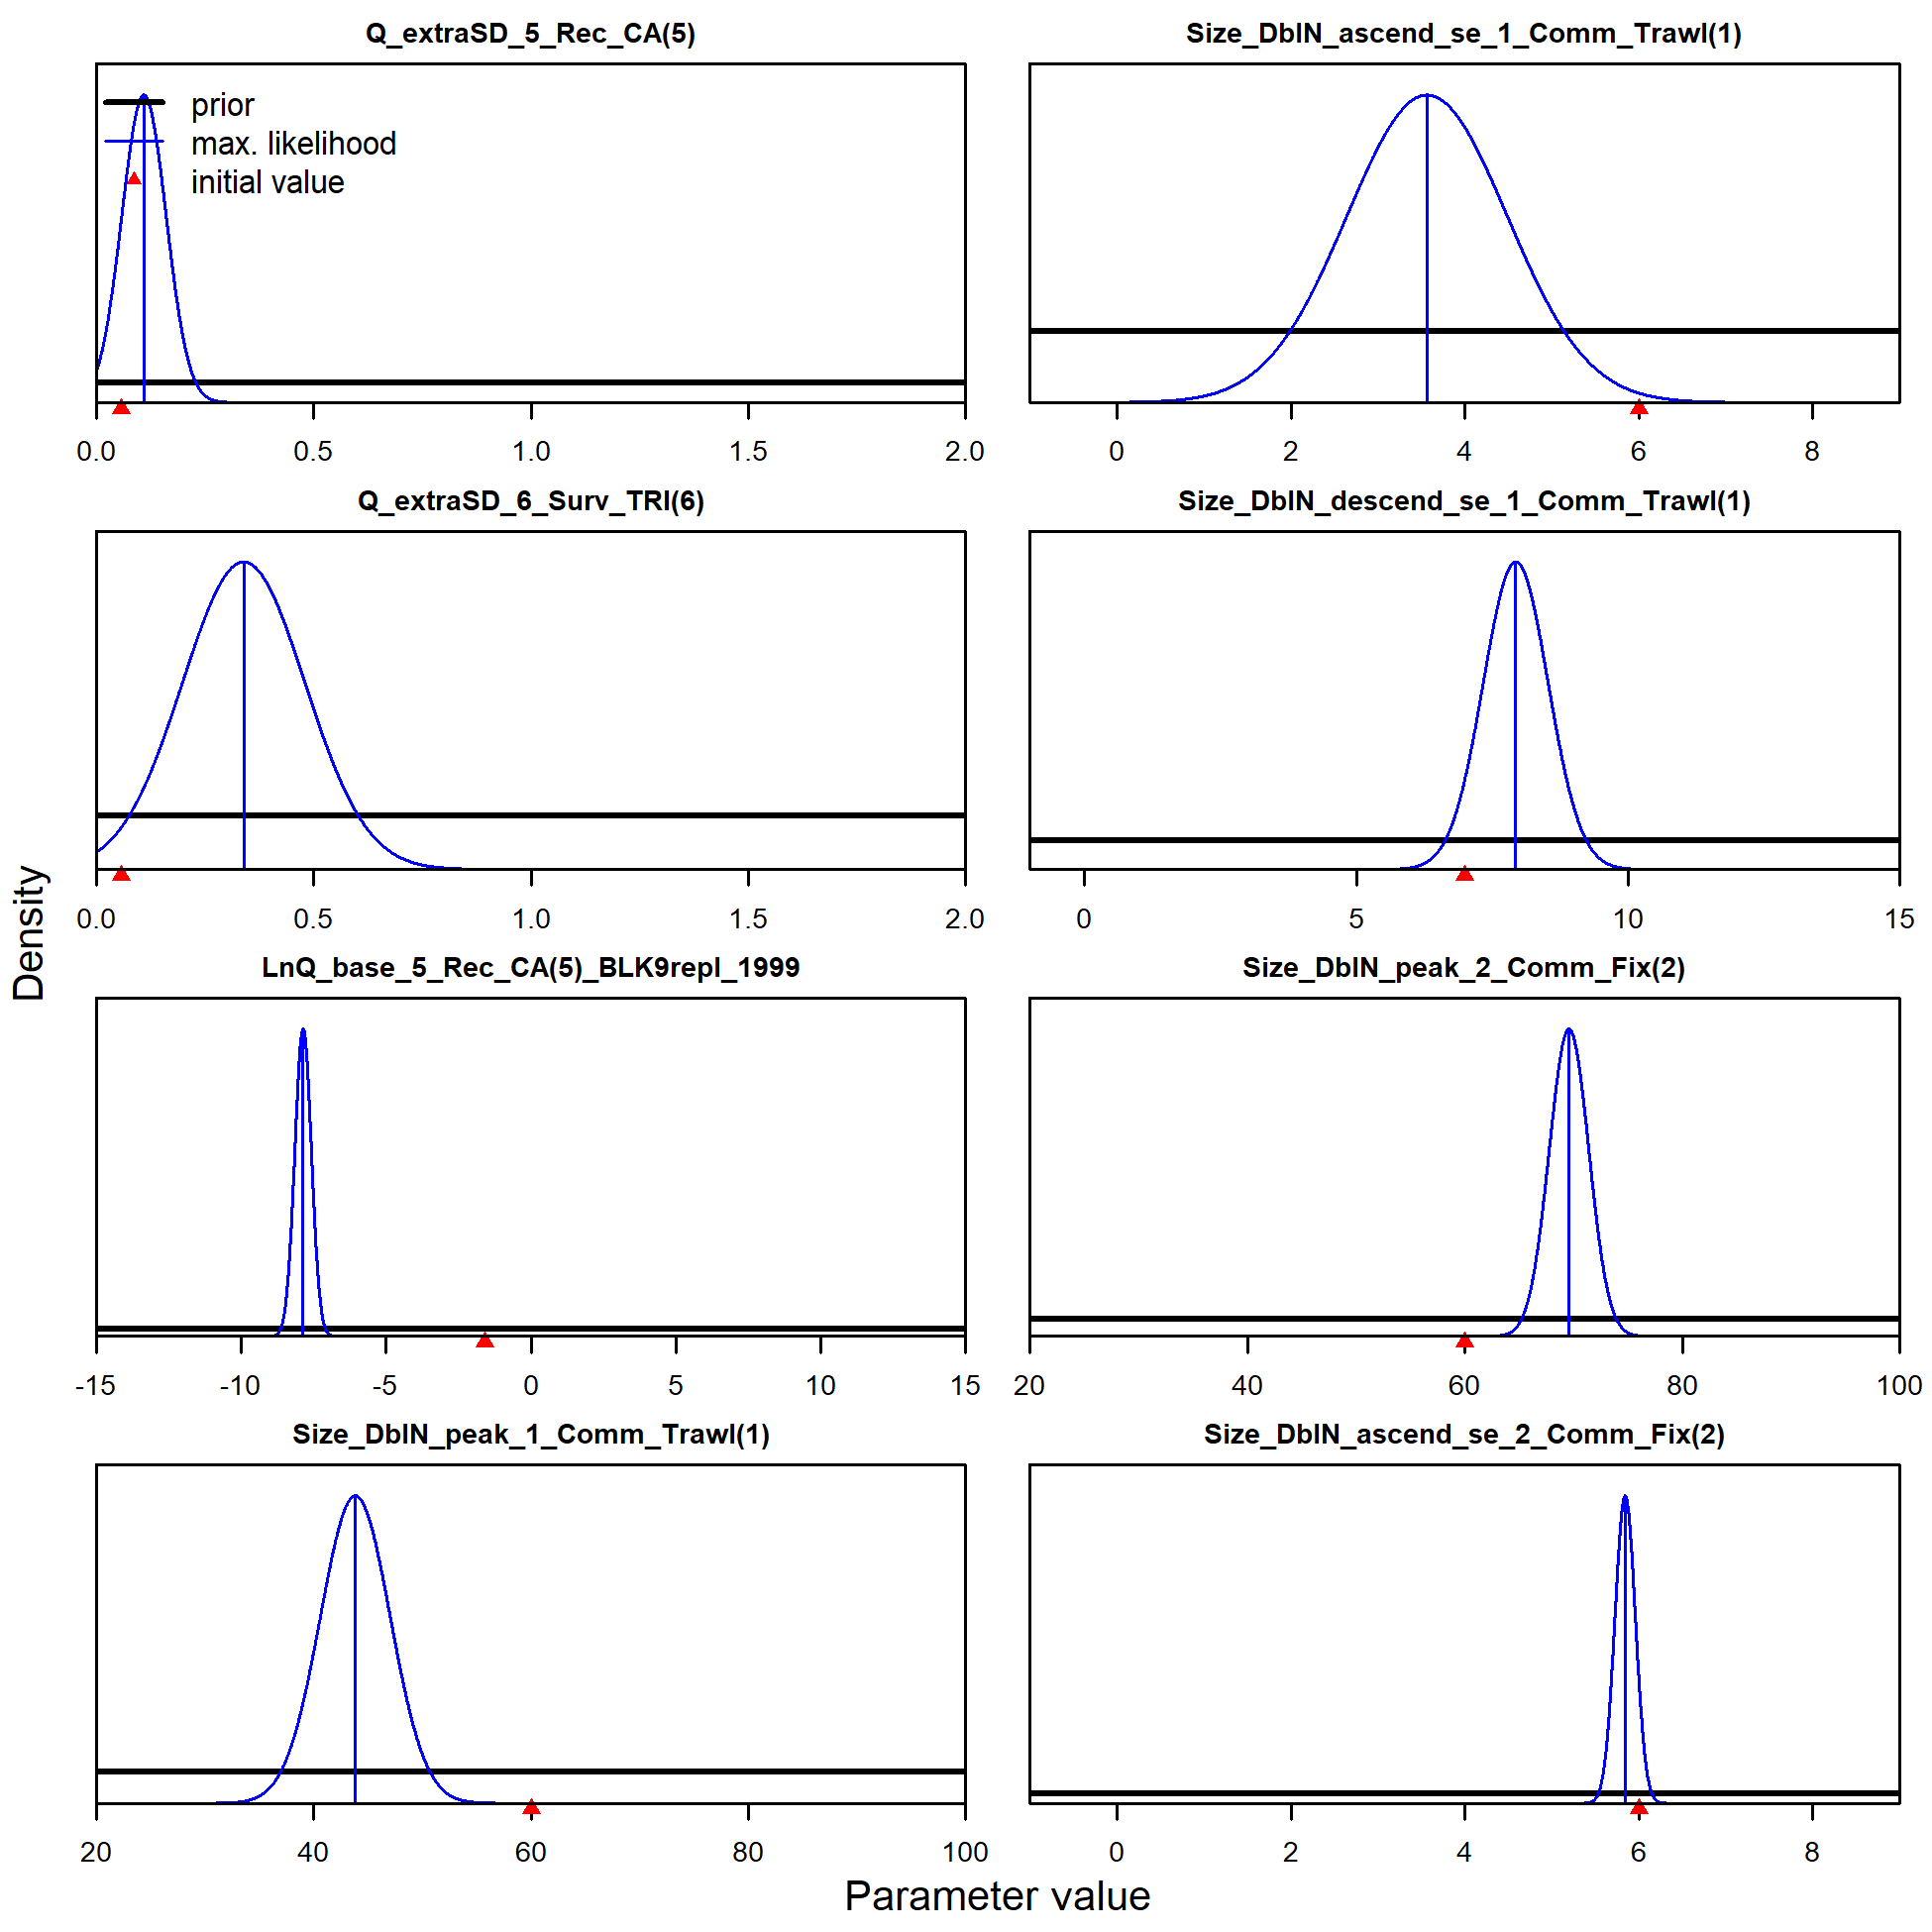 Q_extraSD_5_Rec_CA(5)
prior
max. likelihood
initial value
0.0 0.5 1.0 1.5 2.0
Size_DblN_ascend_se_1_Comm_Trawl(1)
0 2 4 6 8
Q_extraSD_6_Surv_TRI(6)
0.0 0.5 1.0 1.5 2.0
Size_DblN_descend_se_1_Comm_Trawl(1)
0 5 10 15
LnQ_base_5_Rec_CA(5)_BLK9repl_1999
-15 -10 -5 0 5 10 15
Size_DblN_peak_2_Comm_Fix(2)
20 40 60 80 100
Size_DblN_peak_1_Comm_Trawl(1)
20 40 60 80 100
Size_DblN_ascend_se_2_Comm_Fix(2)
0 2 4 6 8
Density
Parameter value